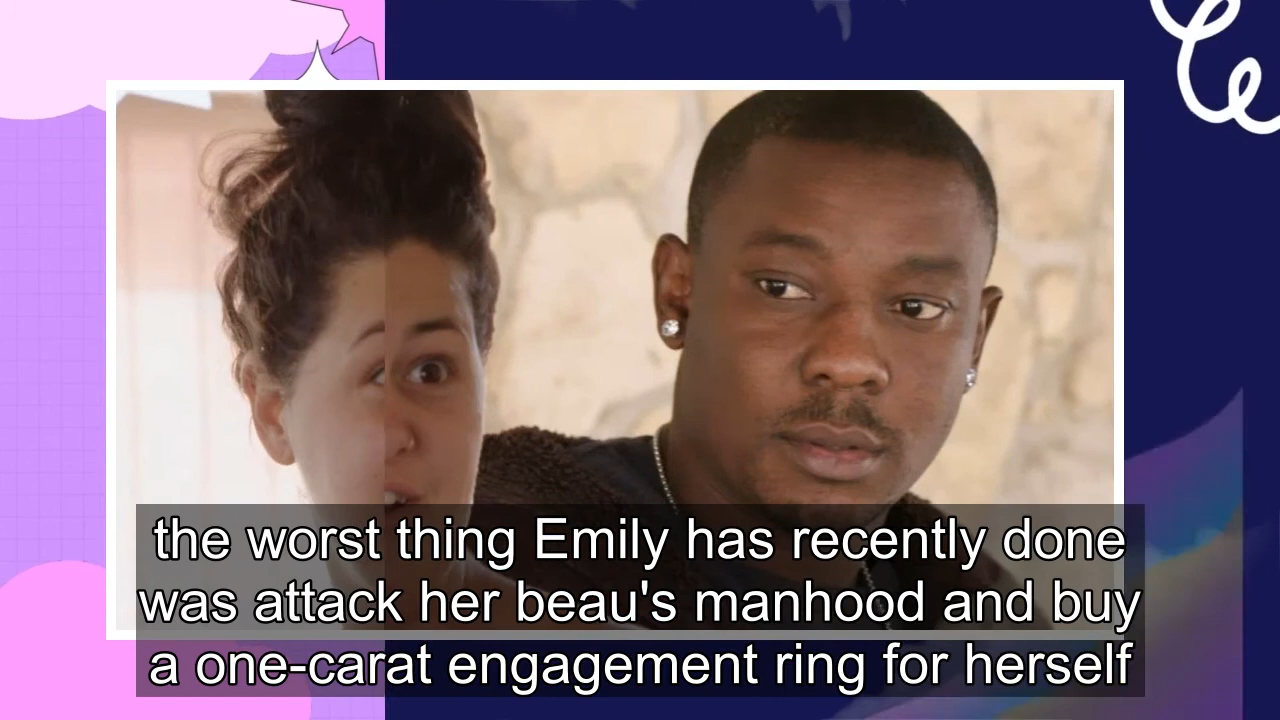 the worst thing Emily has recently done
was attack her beau's manhood and buy
a one-carat engagement ring for herself